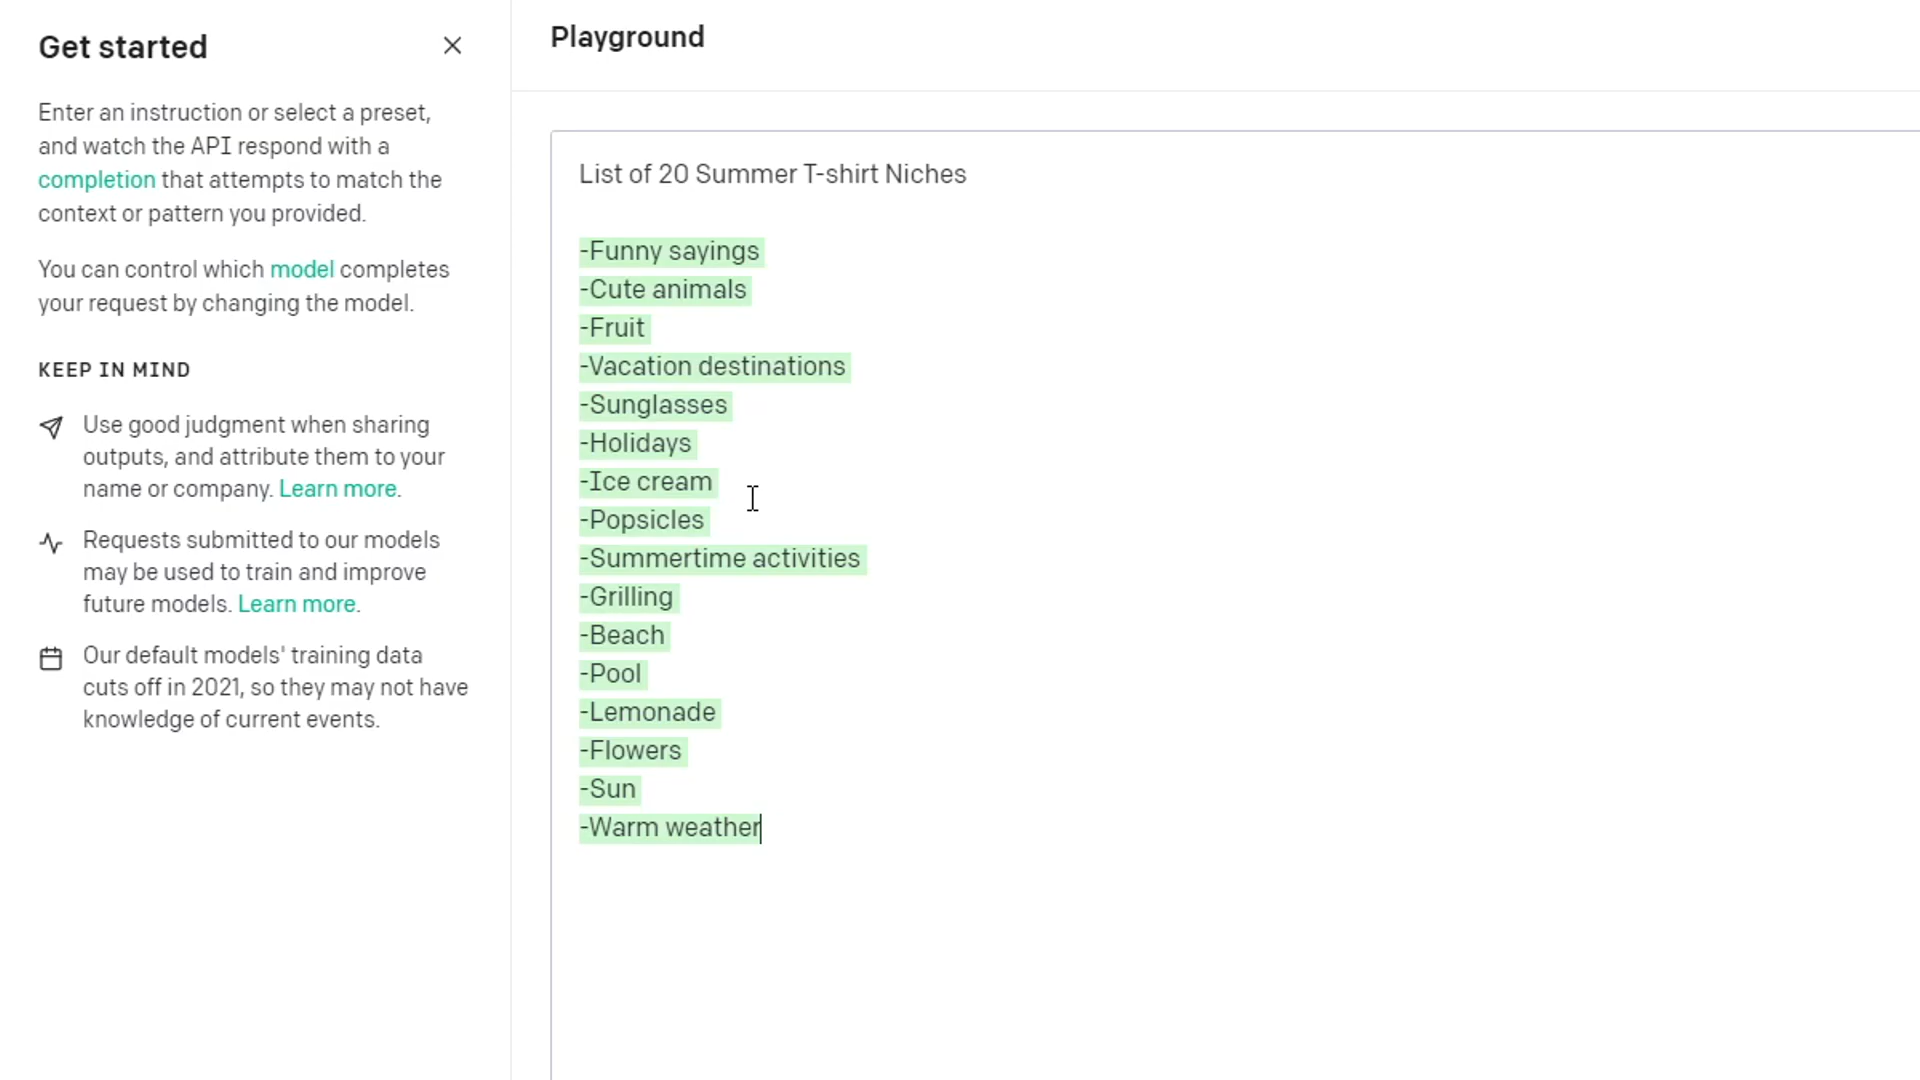 Get started
Enter an instruction or select a preset,
and watch the API respond with a
completion that attempts to match the
context or pattern you provided.
You can control which model completes
your request by changing the model.
KEEP IN MIND
Use good judgment when sharing
outputs, and attribute them to your
name or company. Learn more.
Requests submitted to our models
may be used to train and improve
future models. Learn more.
Our default models' training data
cuts off in 2021, so they may not have
knowledge of current events.
Playground
List of 20 Summer T-shirt Niches
-Funny sayings
-Cute animals
-Fruit
-Vacation destinations
-Sunglasses
-Holidays
-Ice cream
-Popsicles
-Summertime activities
-Grilling
-Beach
-Pool
-Lemonade
-Flowers
-Sun
-Warm weather